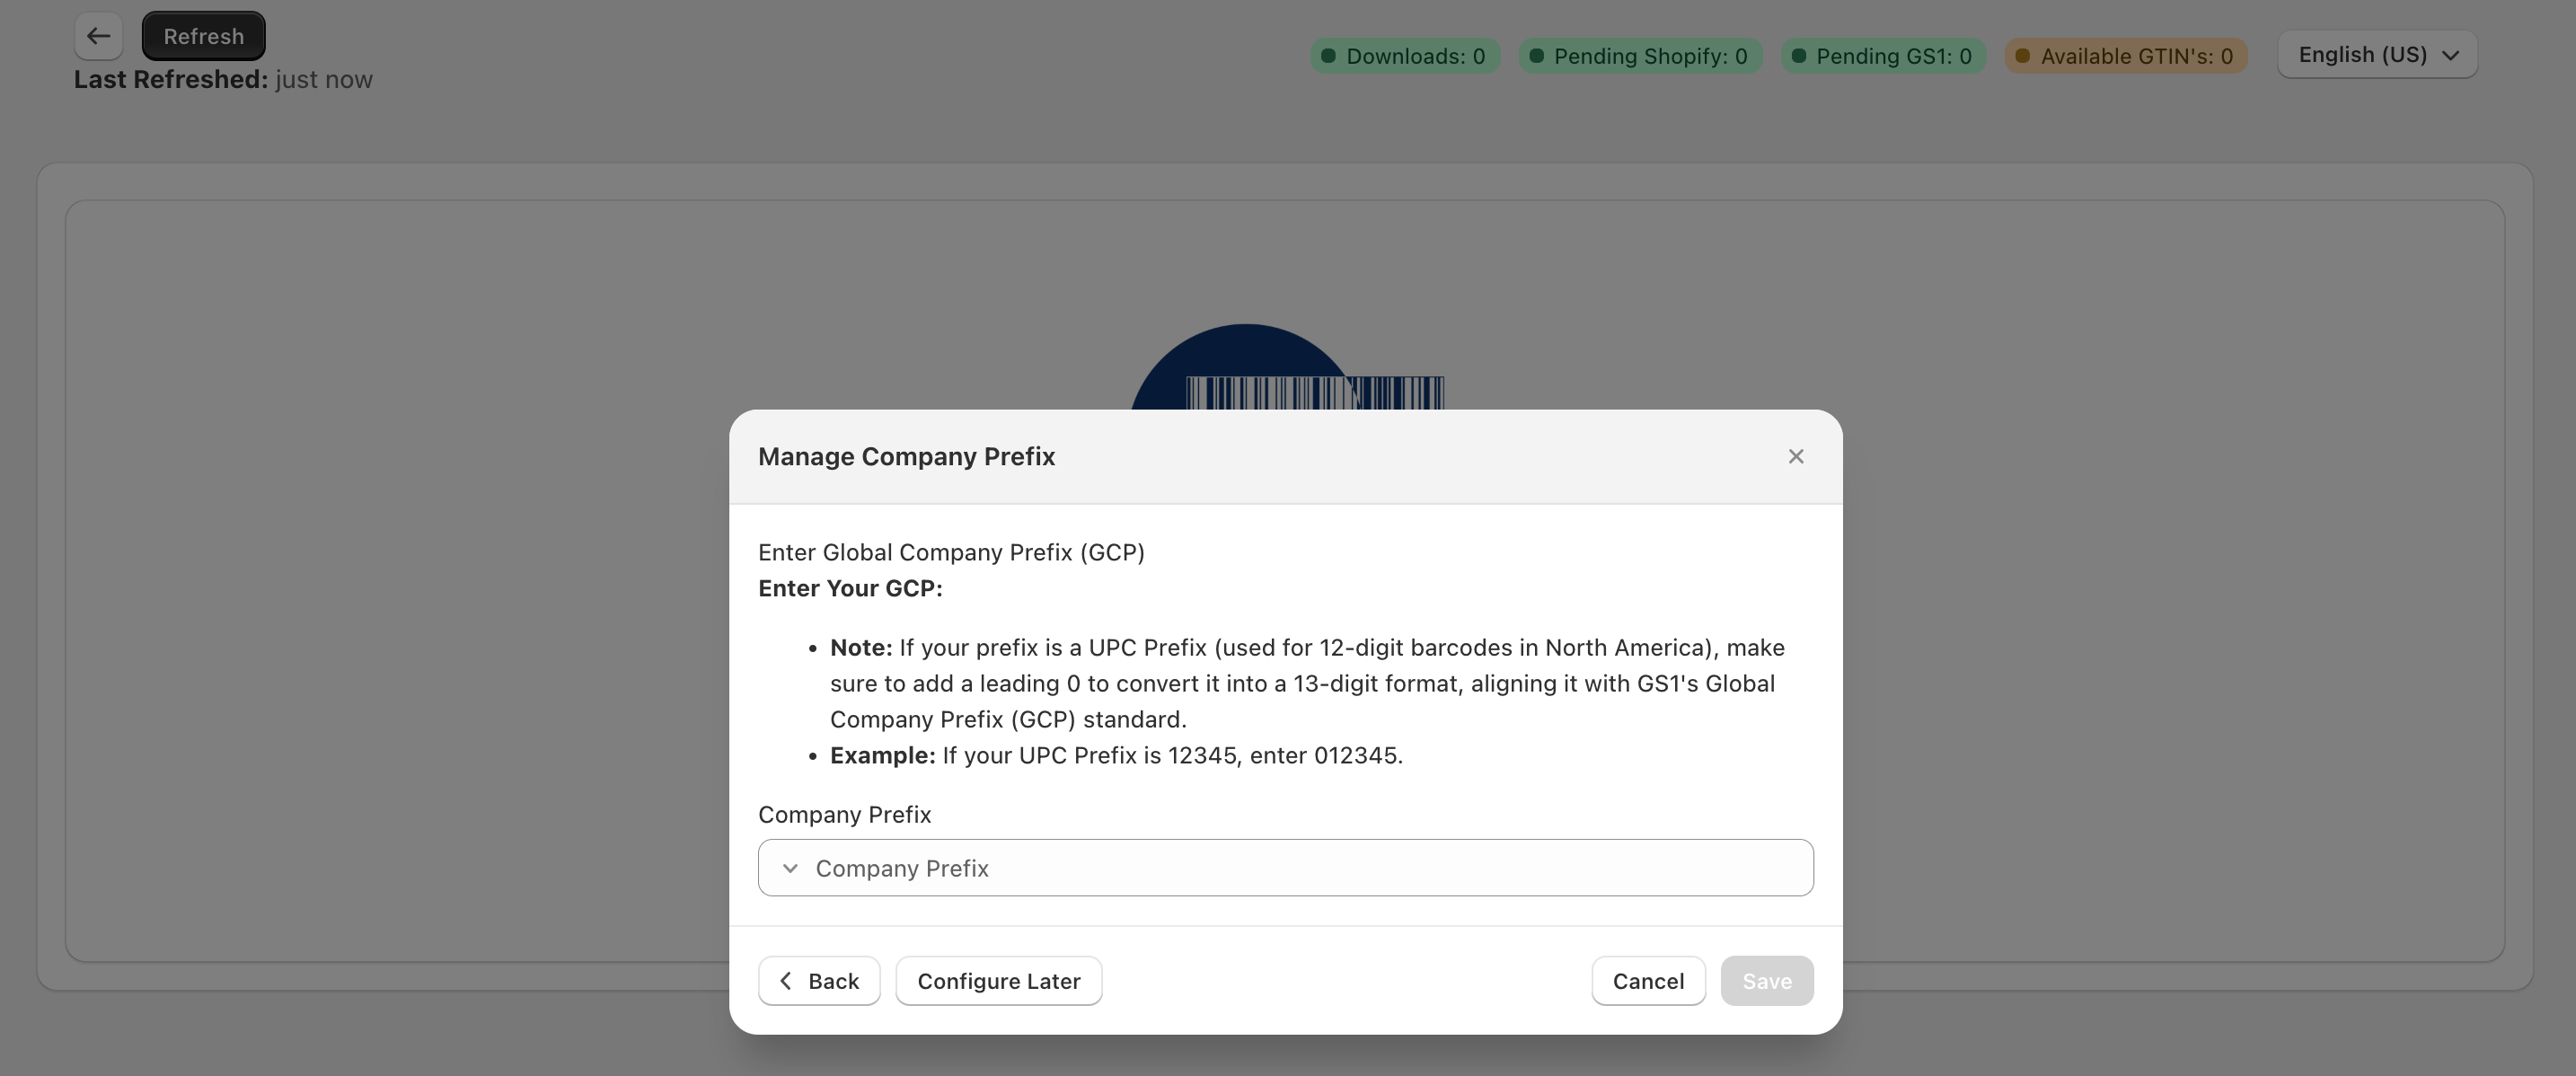 Refresh
Last Refreshed: just now
Downloads: 0
Pending Shopify: 0
Pending GS1: 0
Available GTIN's: 0
English (US)
Manage Company Prefix
Enter Global Company Prefix (GCP)
Enter Your GCP:
• Note: If your prefix is a UPC Prefix (used for 12-digit barcodes in North America), make
sure to add a leading 0 to convert it into a 13-digit format, aligning it with GS1's Global
Company Prefix (GCP) standard.
• Example: If your UPC Prefix is 12345, enter 012345.
Company Prefix
Company Prefix
Back
Configure Later
Cancel
Save